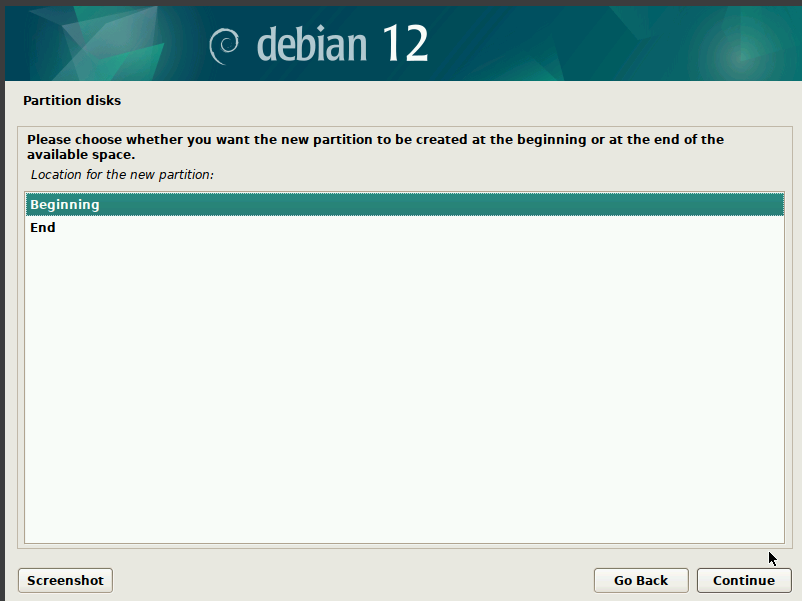 debian 12
Partition disks
Please choose whether you want the new partition to be created at the beginning or at the end of the
available space.
Location for the new partition:
Beginning
End
Screenshot
Go Back
Continue